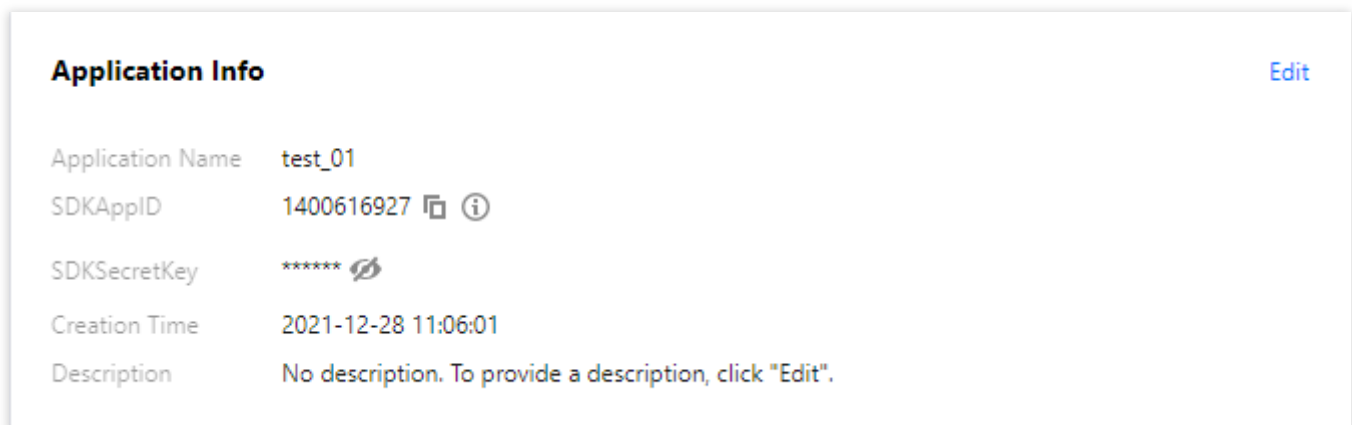 Application Info Edit
Application Name test_01
SDKAppID 1400616927
SDKSecretKey ******
Creation Time 2021-12-28 11:06:01
Description No description. To provide a description, click "Edit".